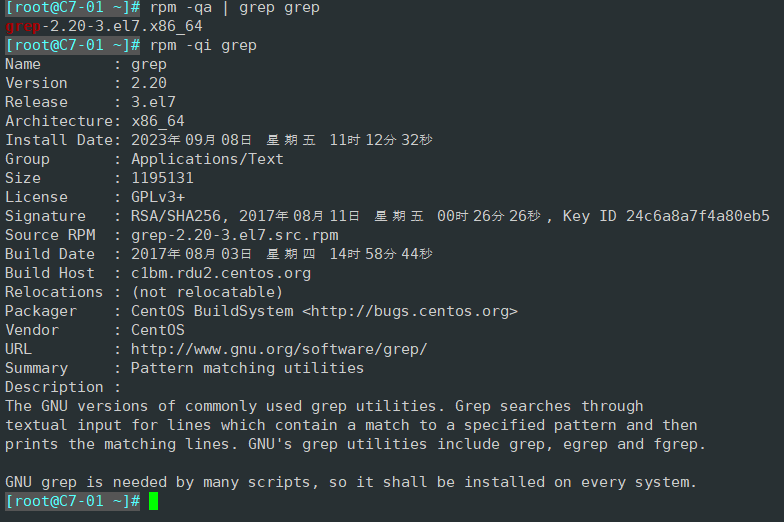 [root@C7-01 ~]# rpm -qa | grep grep
grep-2.20-3.el7.x86_64
[root@C7-01 ~]# rpm -qi grep
Name        : grep
Version     : 2.20
Release     : 3.el7
Architecture: x86_64
Install Date: 2023年09月08日 星期五 11时12分32秒
Group       : Applications/Text
Size        : 1195131
License     : GPLv3+
Signature   : RSA/SHA256, 2017年08月11日 星期五 00时26分26秒, Key ID 24c6a8a7f4a80eb5
Source RPM  : grep-2.20-3.el7.src.rpm
Build Date  : 2017年08月03日 星期四 14时58分44秒
Build Host  : c1bm.rdu2.centos.org
Relocations : (not relocatable)
Packager    : CentOS BuildSystem <http://bugs.centos.org>
Vendor      : CentOS
URL         : http://www.gnu.org/software/grep/
Summary     : Pattern matching utilities
Description :
The GNU versions of commonly used grep utilities. Grep searches through
textual input for lines which contain a match to a specified pattern and then
prints the matching lines. GNU's grep utilities include grep, egrep and fgrep.

GNU grep is needed by many scripts, so it shall be installed on every system.
[root@C7-01 ~]#